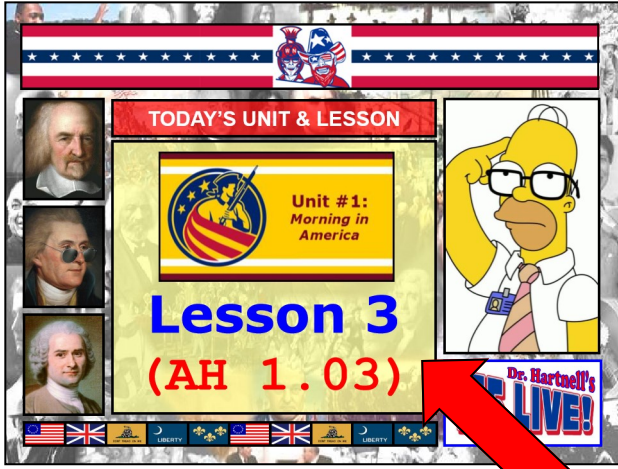 TODAY'S UNIT & LESSON
Unit #1:
Morning in
America
Lesson 3
(AH 1.03)
Dr. Hartnell's
LIVE!
LIBERTY
LIBERTY